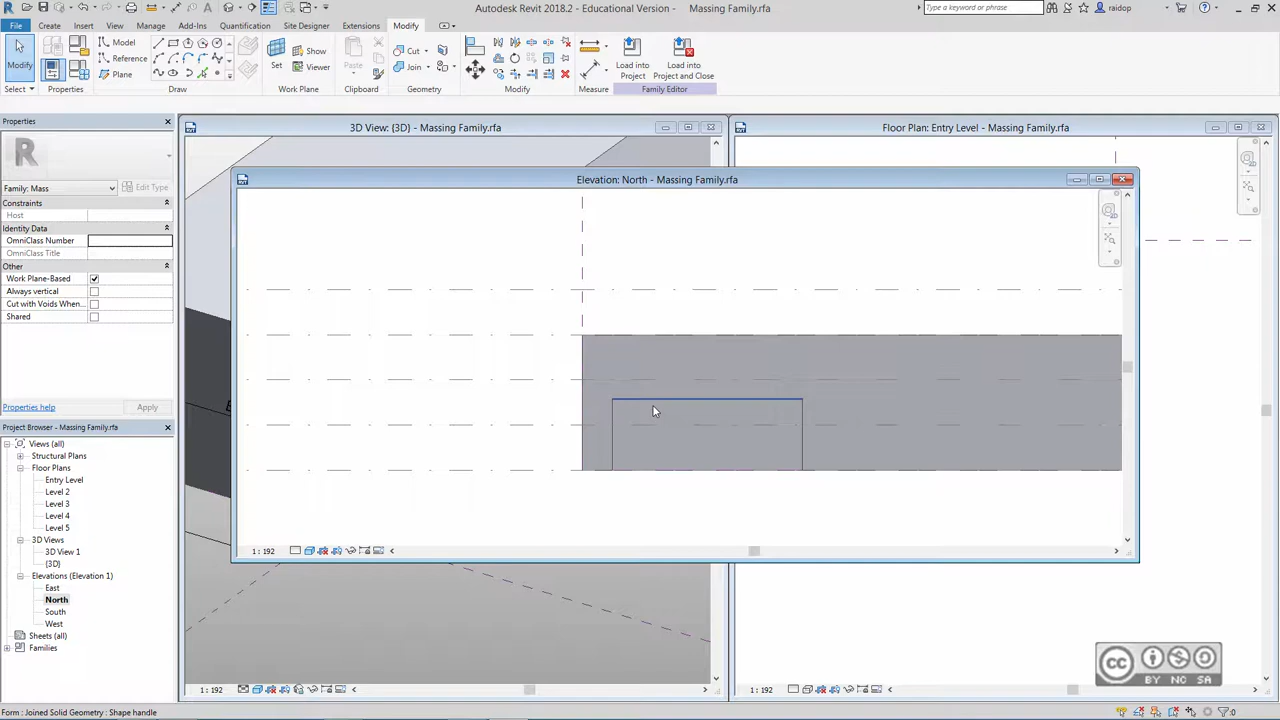 Autodesk Revit 2018.2 - Educational Version - Massing Family.rfa
Type a keyword or phrase
raidop
File Create Insert View Manage Add-Ins Quantification Site Designer Extensions Modify
Modify
Model
Reference
Plane
Set
Show
Viewer
Paste
Cut
Join
Load into
Project
Load into
Project and Close
Select Properties Draw Work Plane Clipboard Geometry Modify Measure Family Editor
Properties
R
Family: Mass
Edit Type
Constraints
Host
Identity Data
OmniClass Number
OmniClass Title
Other
Work Plane-Based
Always vertical
Cut with Voids When...
Shared
Properties help
Apply
Project Browser - Massing Family.rfa
Views (all)
Structural Plans
Floor Plans
Entry Level
Level 2
Level 3
Level 4
Level 5
3D Views
3D View 1
{3D}
Elevations (Elevation 1)
East
North
South
West
Sheets (all)
Families
3D View: {3D} - Massing Family.rfa
Floor Plan: Entry Level - Massing Family.rfa
Elevation: North - Massing Family.rfa
1 : 192
1 : 192
1 : 192
cc
BY NC SA
Form : Joined Solid Geometry : Shape handle
:0